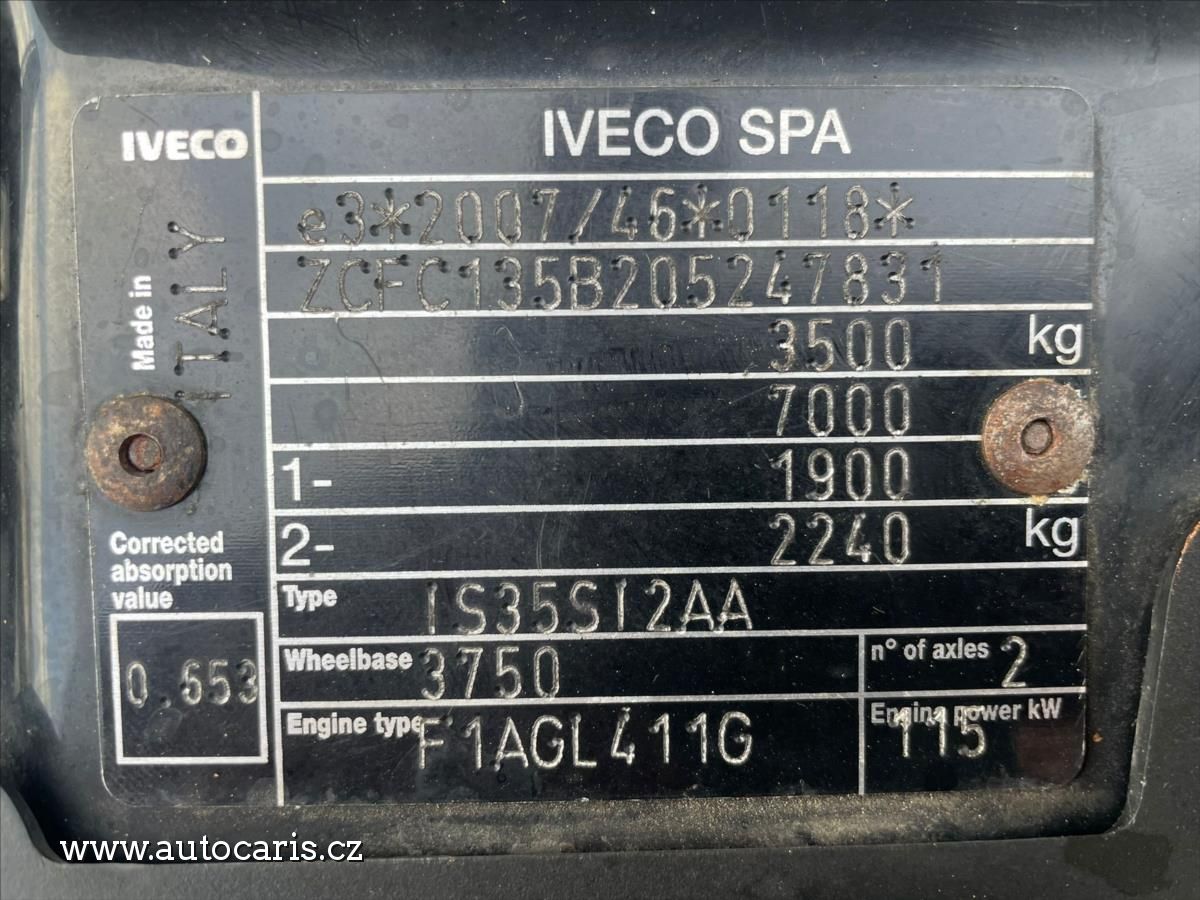 IVECO
IVECO SPA
Made in
ITALY
e3*2007/46*0118*
ZCFC135B205247831
3500 kg
7000
1- 1900
2- 2240 kg
Corrected
absorption
value
0.653
Type IS35SI2AA
Wheelbase 3750
n° of axles 2
Engine type F1AGL411G
Engine power kW
115
www.autocaris.cz